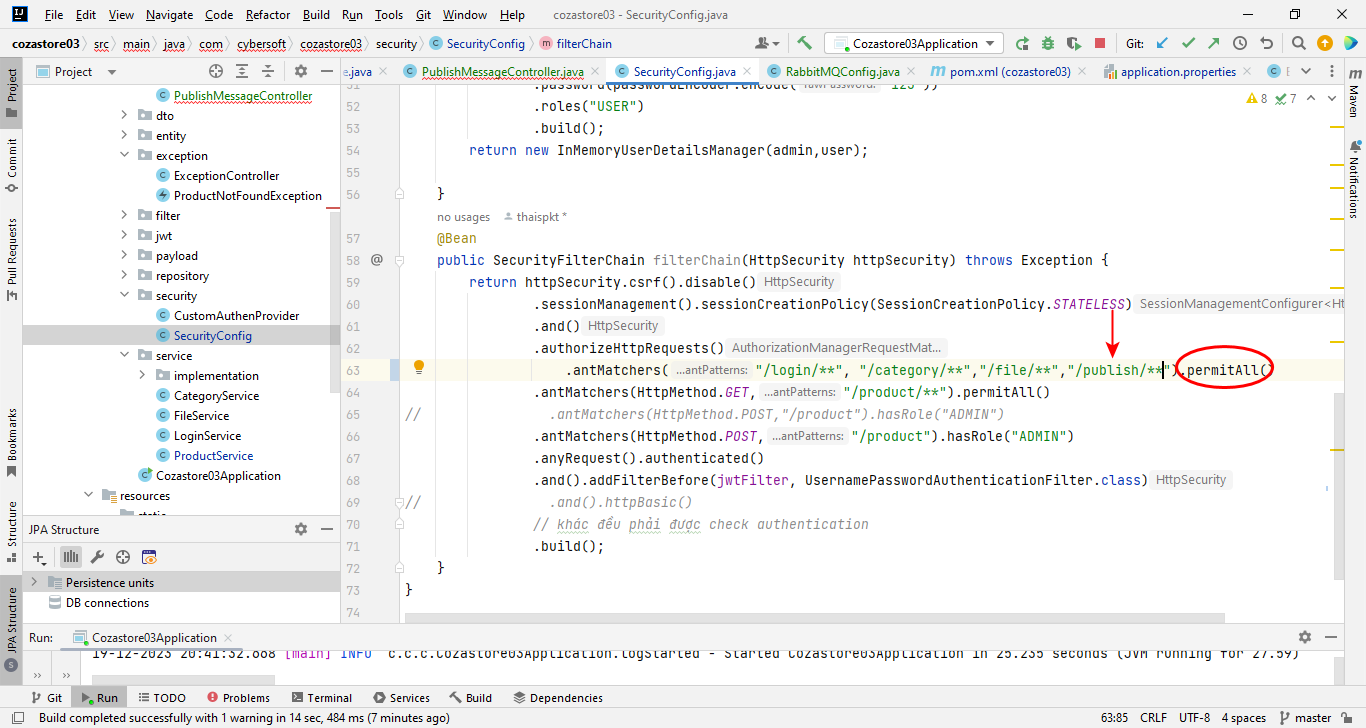 File Edit View Navigate Code Refactor Build Run Tools Git Window Help cozastore03 - SecurityConfig.java
cozastore03 src main java com cybersoft cozastore03 security SecurityConfig filterChain Cozastore03Application Git:
Project e.java PublishMessageController.java SecurityConfig.java RabbitMQConfig.java pom.xml (cozastore03) application.properties
Project
Commit
Pull Requests
Bookmarks
Structure
JPA Structure
PublishMessageController
dto
entity
exception
ExceptionController
ProductNotFoundException
filter
jwt
payload
repository
security
CustomAuthenProvider
SecurityConfig
service
implementation
CategoryService
FileService
LoginService
ProductService
Cozastore03Application
resources
static
JPA Structure
Persistence units
DB connections
8 7
51 .password(passwordEncoder.encode( rawPassword: "123"))
52 .roles("USER")
53 .build();
54 return new InMemoryUserDetailsManager(admin,user);
55
56 }
no usages thaispkt *
57 @Bean
58 @ public SecurityFilterChain filterChain(HttpSecurity httpSecurity) throws Exception {
59 return httpSecurity.csrf().disable() HttpSecurity
60 .sessionManagement().sessionCreationPolicy(SessionCreationPolicy.STATELESS) SessionManagementConfigurer<Ht
61 .and() HttpSecurity
62 .authorizeHttpRequests() AuthorizationManagerRequestMat...
63 .antMatchers( ...antPatterns: "/login/**", "/category/**","/file/**","/publish/**").permitAll()
64 .antMatchers(HttpMethod.GET, ...antPatterns: "/product/**").permitAll()
65 // .antMatchers(HttpMethod.POST,"/product").hasRole("ADMIN")
66 .antMatchers(HttpMethod.POST, ...antPatterns: "/product").hasRole("ADMIN")
67 .anyRequest().authenticated()
68 .and().addFilterBefore(jwtFilter, UsernamePasswordAuthenticationFilter.class) HttpSecurity
69 // .and().httpBasic()
70 // khác đều phải được check authentication
71 .build();
72 }
73 }
74
Maven
Notifications
Run: Cozastore03Application
19-12-2023 20:41:32.668 [main] INFO c.c.c.Cozastore03Application.logStarted - Started Cozastore03Application in 25.235 seconds (JVM running for 27.59)
Git Run TODO Problems Terminal Services Build Dependencies
Build completed successfully with 1 warning in 14 sec, 484 ms (7 minutes ago) 63:85 CRLF UTF-8 4 spaces master